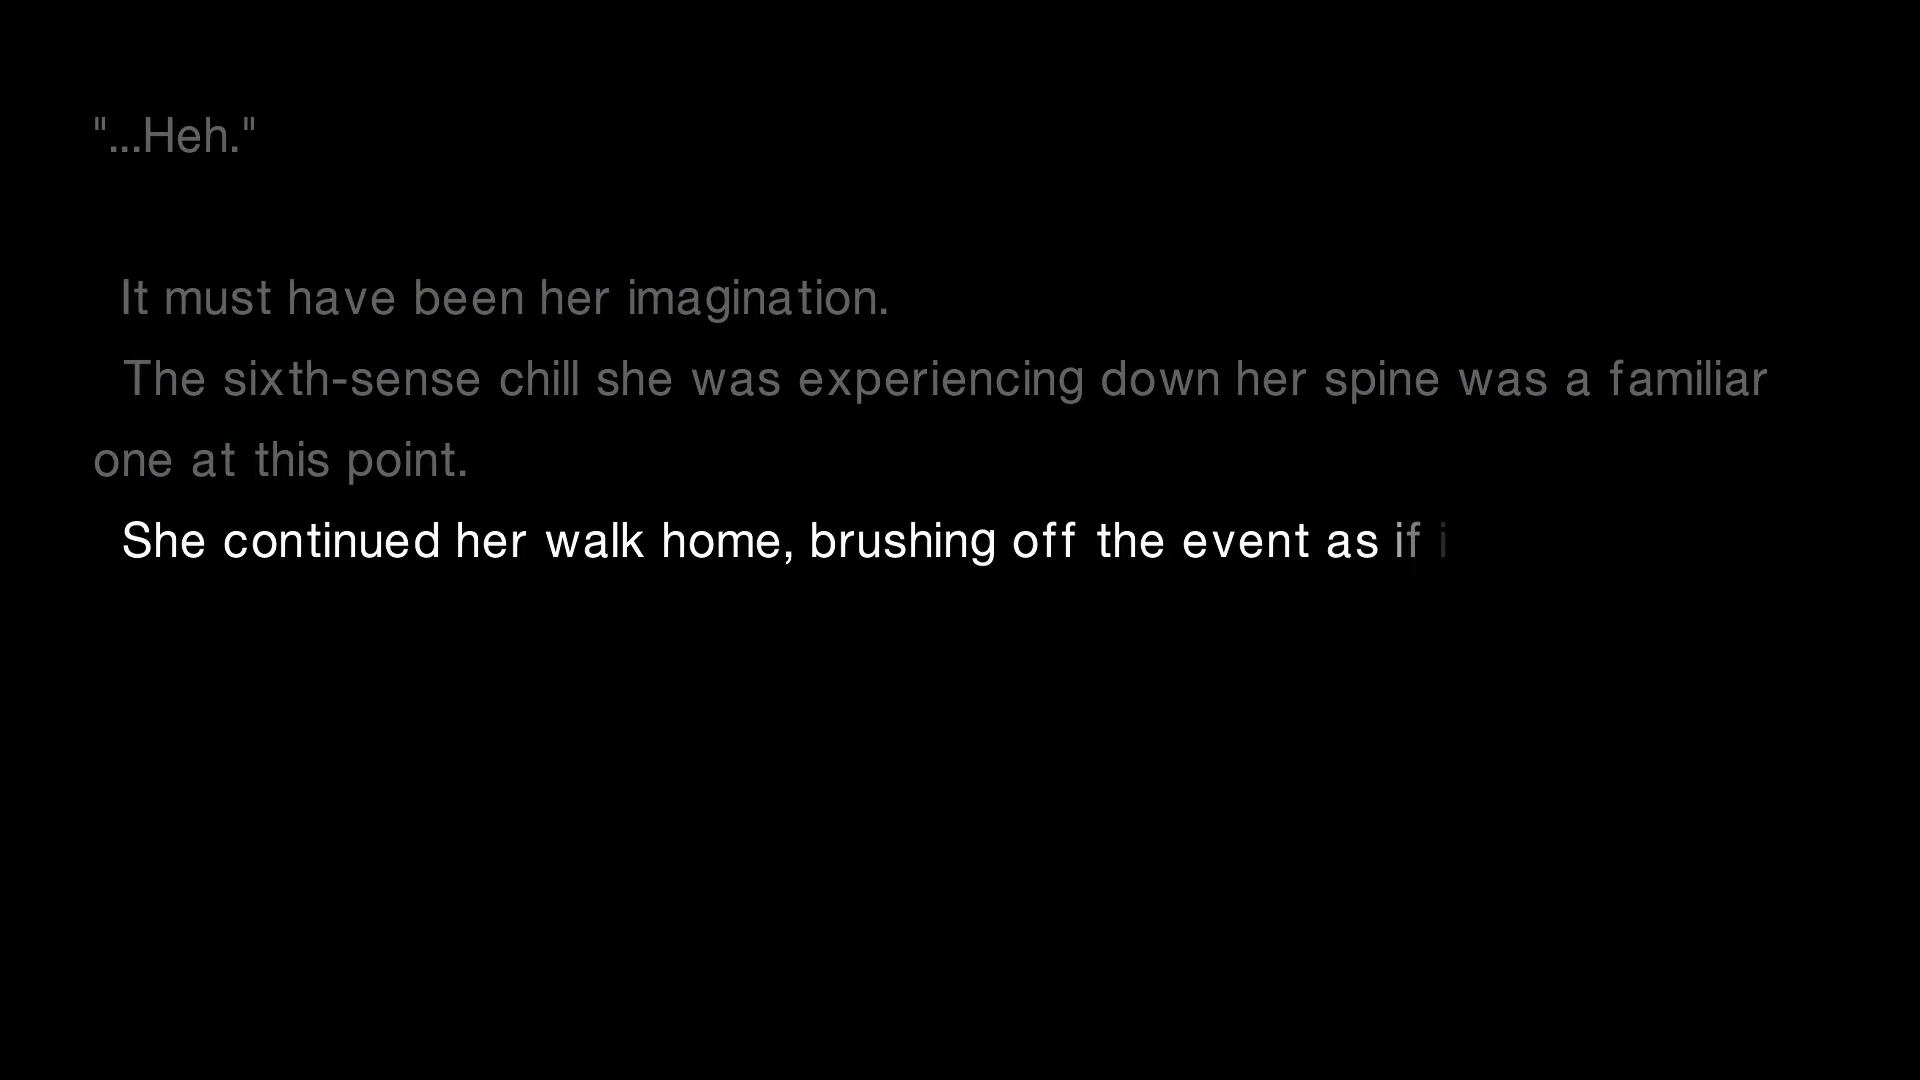 "...Heh."
It must have been her imagination.
The sixth-sense chill she was experiencing down her spine was a familiar
one at this point.
She continued her walk home, brushing off the event as if i